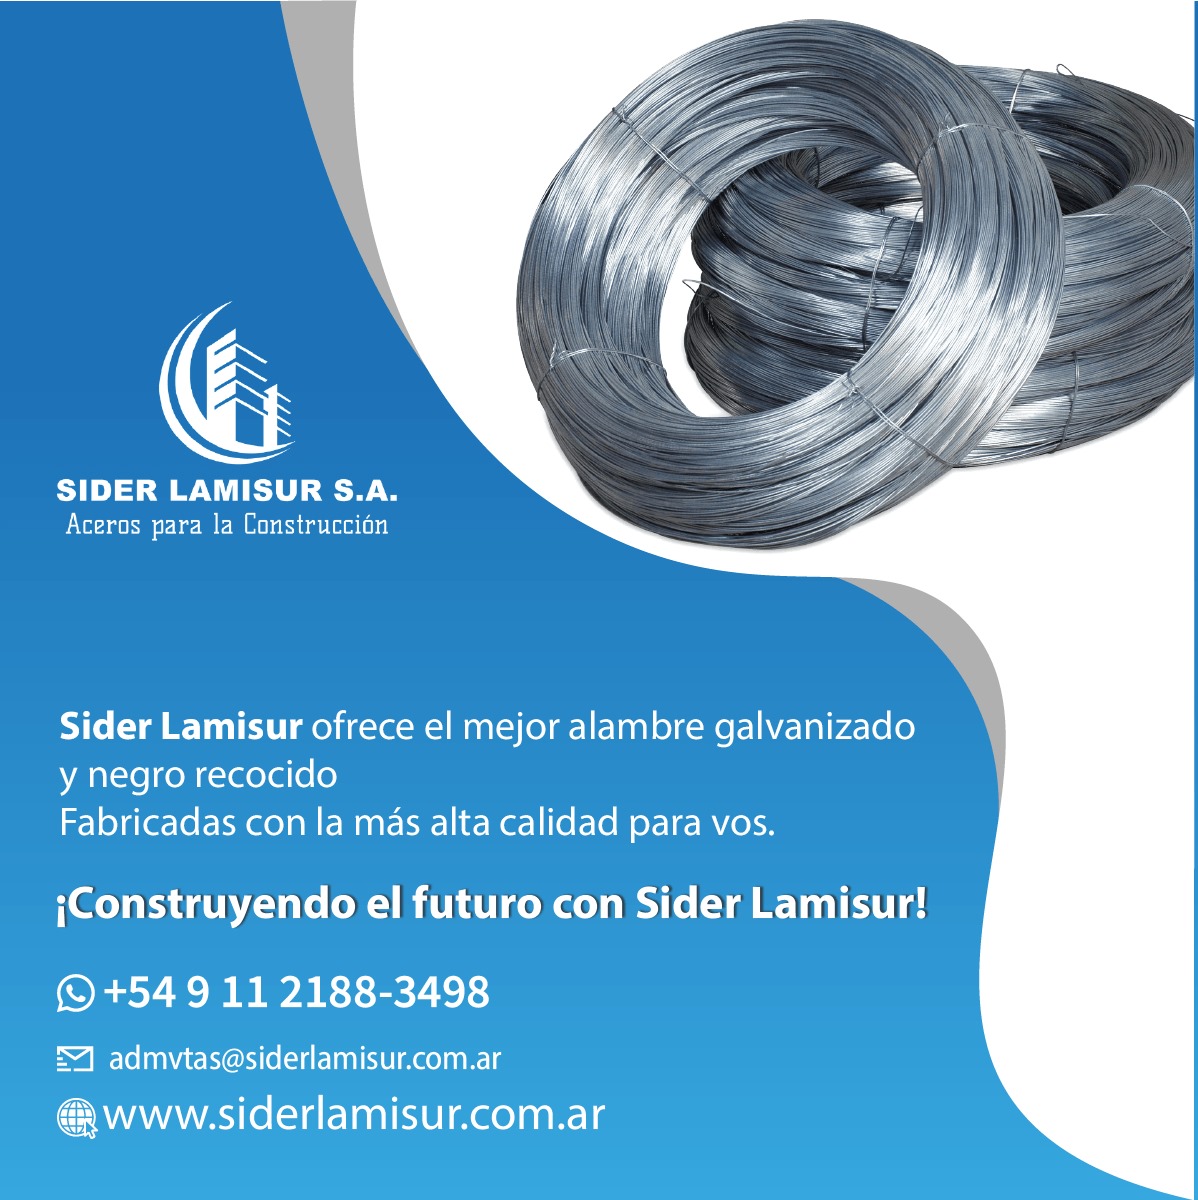 SIDER LAMISUR S.A.
Aceros para la Construcción
Sider Lamisur ofrece el mejor alambre galvanizado
y negro recocido
Fabricadas con la más alta calidad para vos.
¡Construyendo el futuro con Sider Lamisur!
+54 9 11 2188-3498
admvtas@siderlamisur.com.ar
www.siderlamisur.com.ar